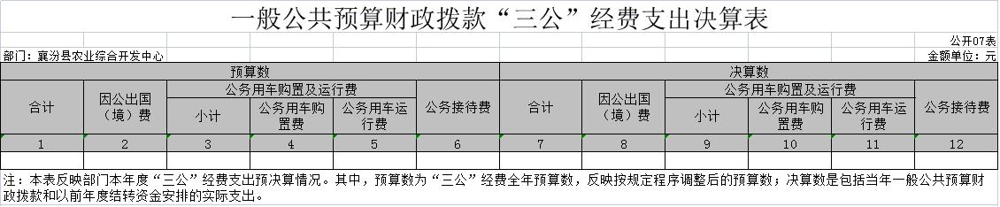 一般公共预算财政拨款“三公”经费支出决算表
公开07表
部门：襄汾县农业综合开发中心 金额单位：元
预算数 决算数
合计 因公出国（境）费 公务用车购置及运行费 公务接待费 合计 因公出国（境）费 公务用车购置及运行费 公务接待费
小计 公务用车购置费 公务用车运行费 小计 公务用车购置费 公务用车运行费
1 2 3 4 5 6 7 8 9 10 11 12
注：本表反映部门本年度“三公”经费支出预决算情况。其中，预算数为“三公”经费全年预算数，反映按规定程序调整后的预算数；决算数是包括当年一般公共预算财
政拨款和以前年度结转资金安排的实际支出。